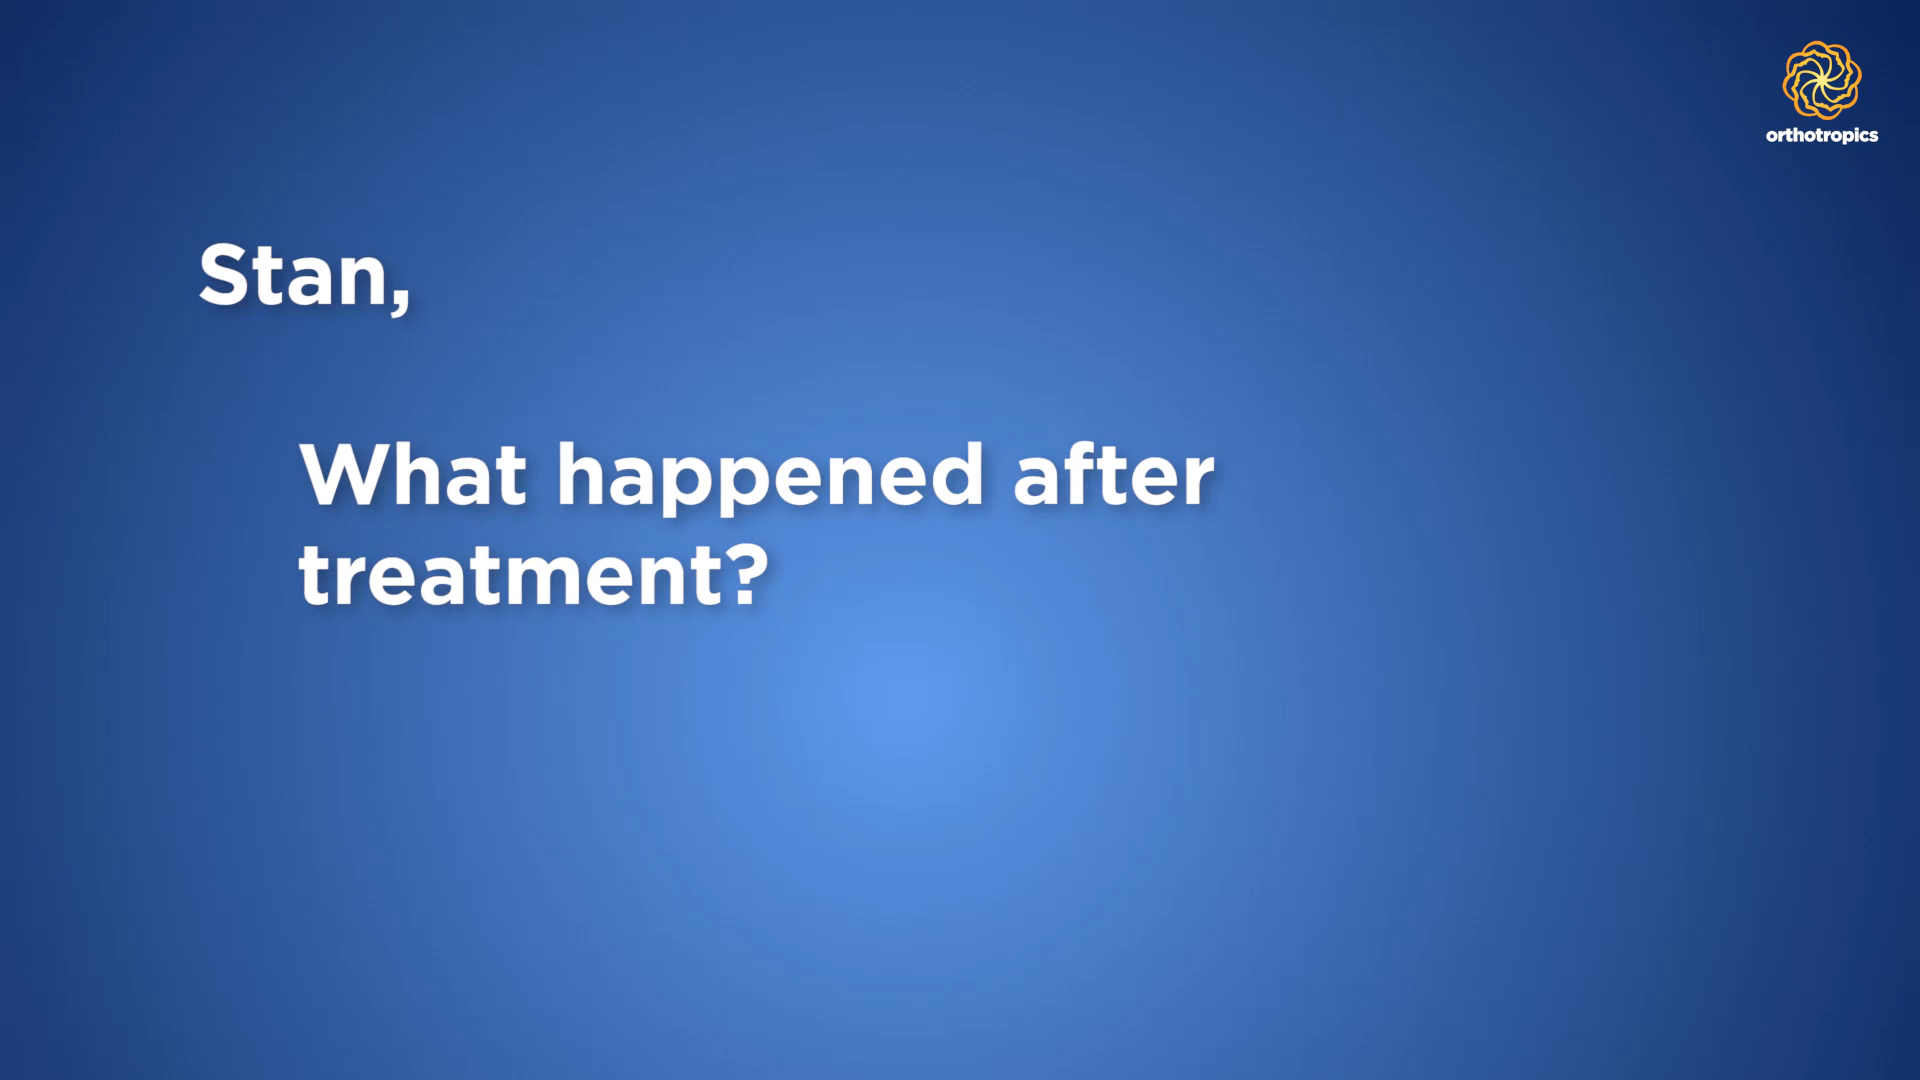 orthotropics
Stan,
What happened after
treatment?